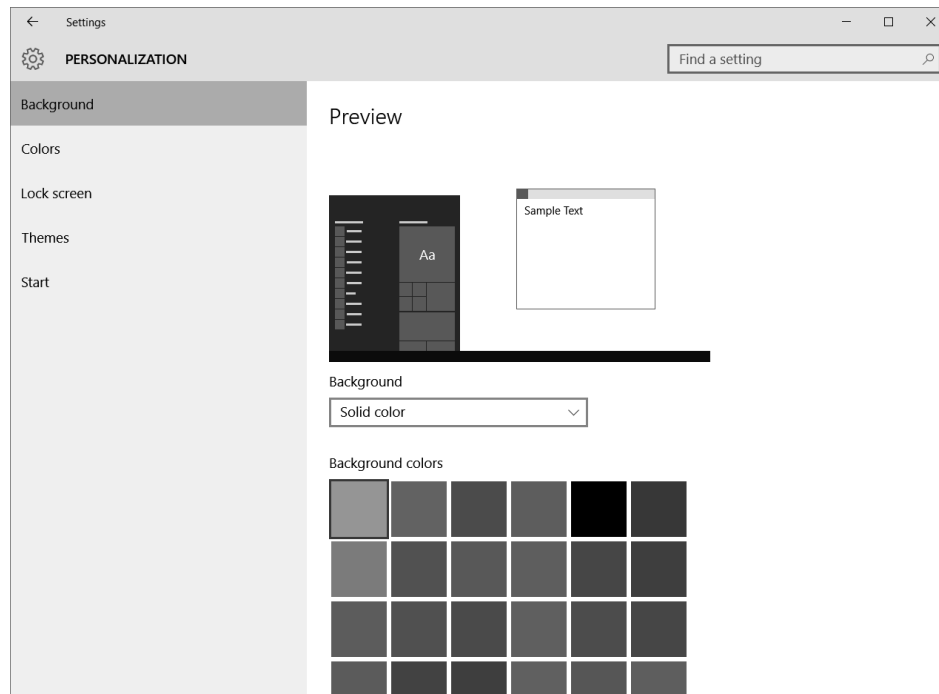 Settings
PERSONALIZATION
Find a setting
Background
Colors
Lock screen
Themes
Start
Preview
Aa
Sample Text
Background
Solid color
Background colors